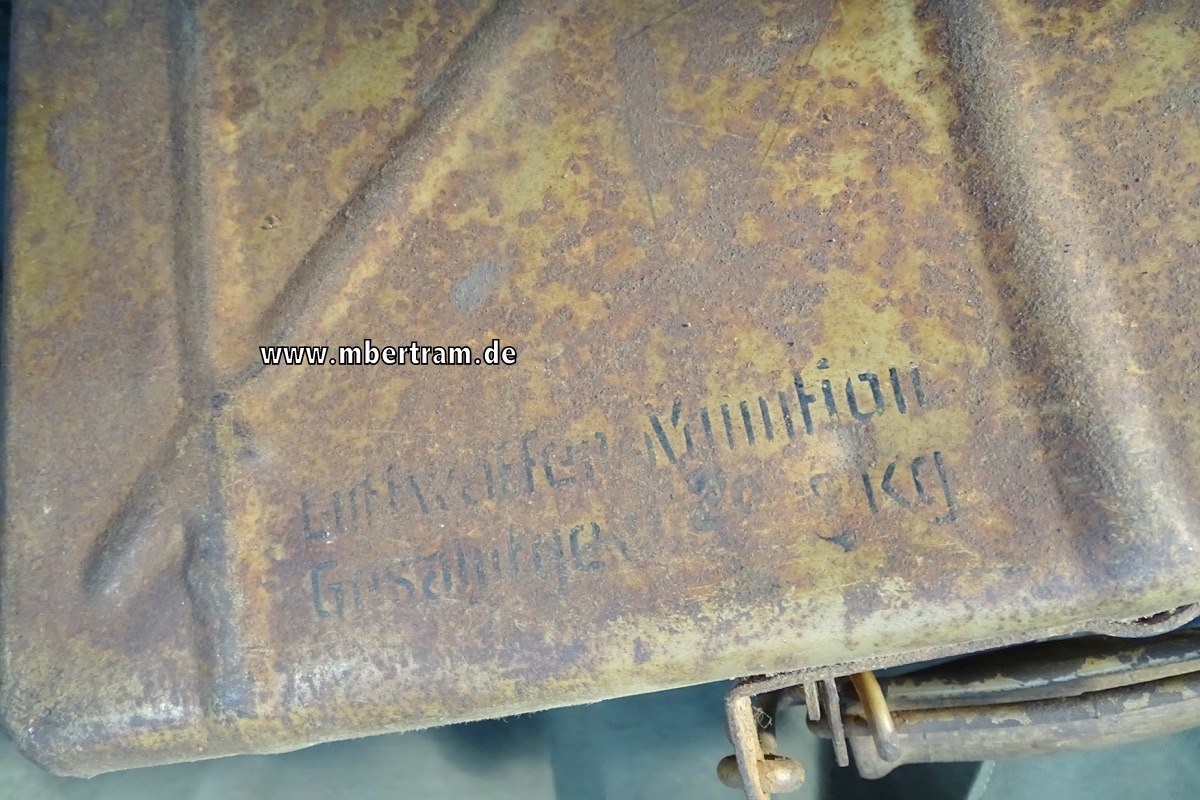 www.mbertram.de
Luftwaffen-Munition
Gesamtgew. kg